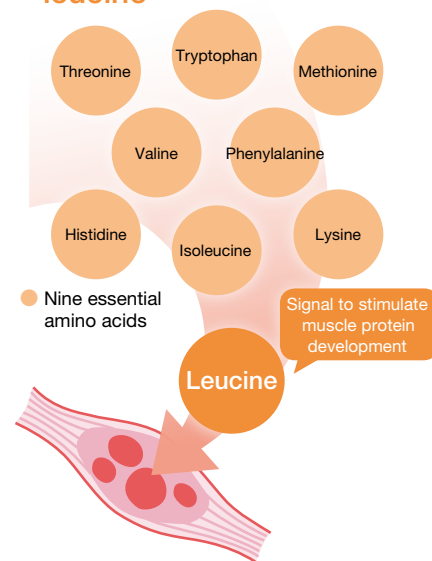 leucine
Tryptophan
Threonine
Methionine
Valine
Phenylalanine
Histidine
Isoleucine
Lysine
Nine essential
amino acids
Signal to stimulate
muscle protein
development
Leucine